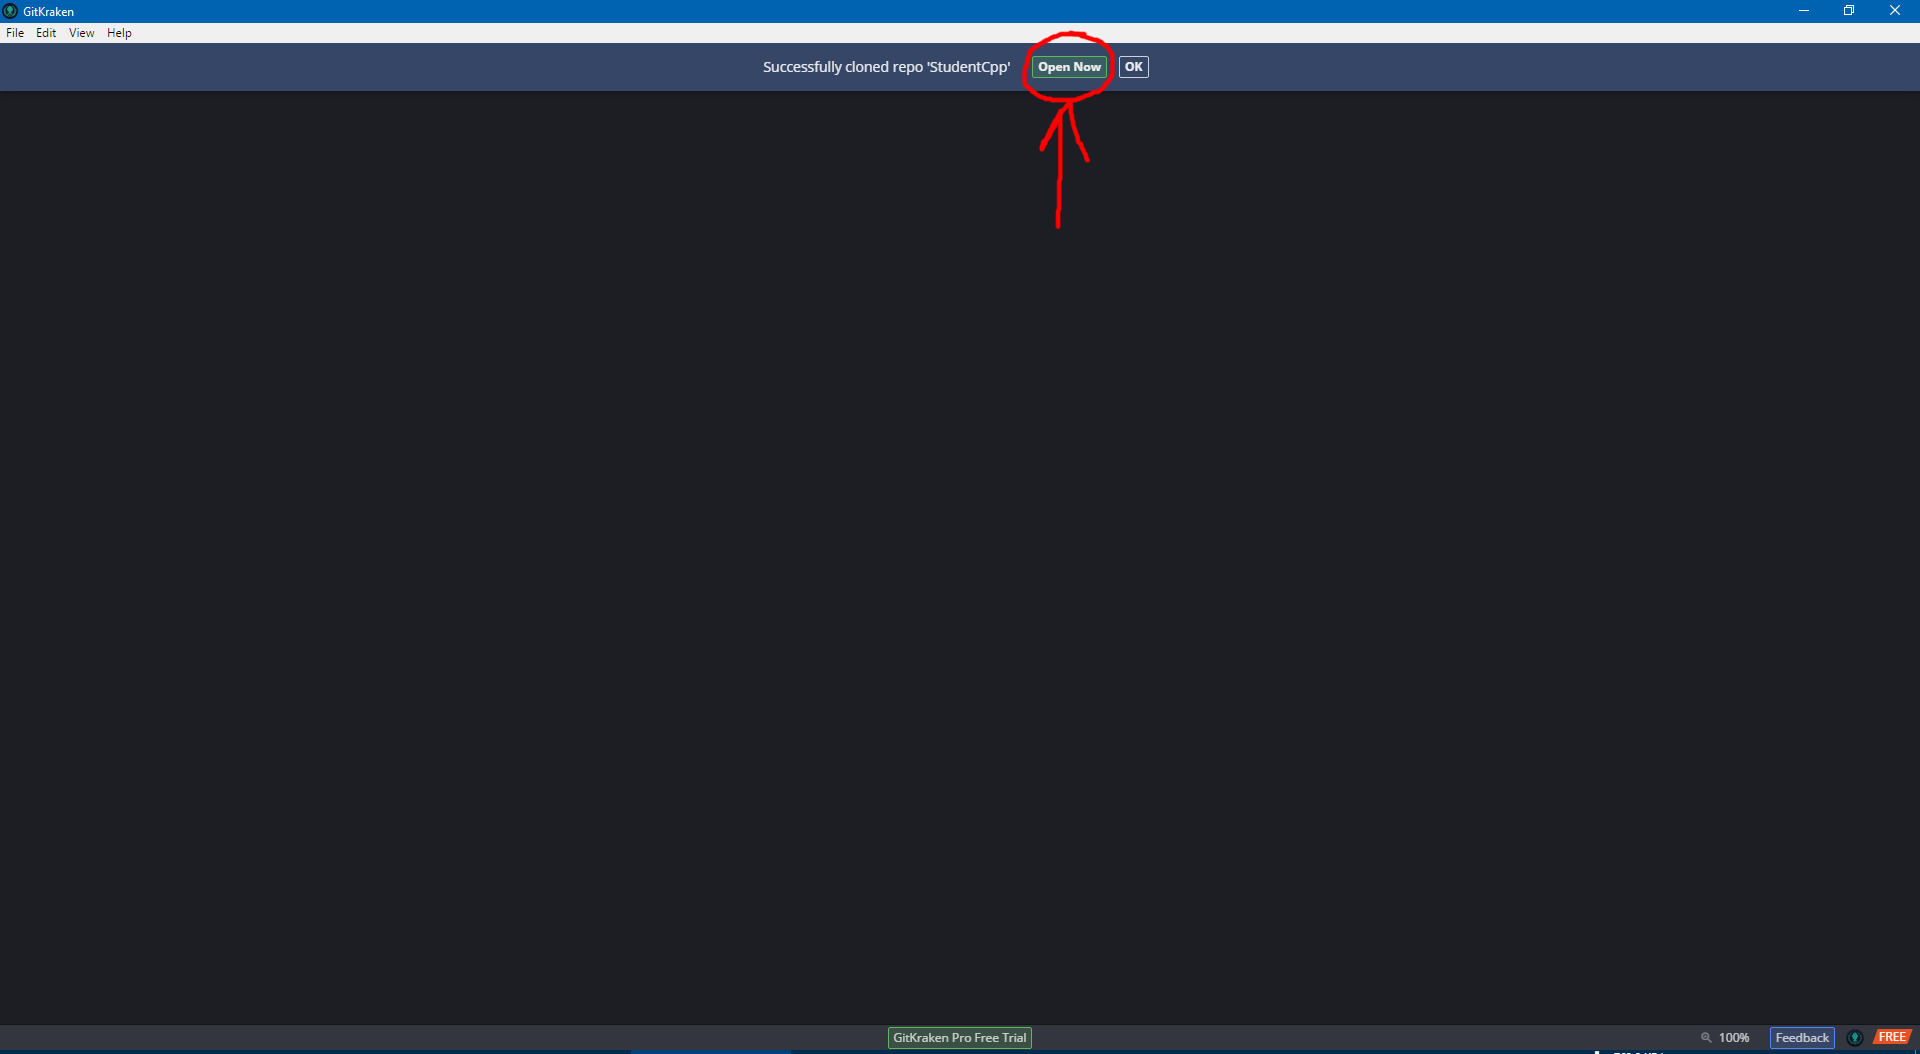 GitKraken
File Edit View Help
Successfully cloned repo 'StudentCpp' Open Now OK
GitKraken Pro Free Trial 100% Feedback FREE